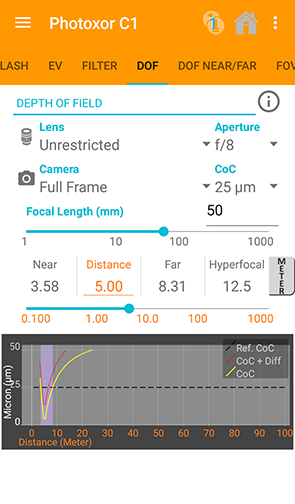 Photoxor C1
LASH EV FILTER DOF DOF NEAR/FAR FOV
DEPTH OF FIELD
Lens Aperture
Unrestricted f/8
Camera CoC
Full Frame 25 µm
Focal Length (mm) 50
1 10 100 1000
Near Distance Far Hyperfocal
3.58 5.00 8.31 12.5
METER
0.100 1.00 10.0 100 1000
50
25
0
Micron (µm)
Ref. CoC
CoC + Diff
CoC
0 10 20 30 40 50 60 70 80 90 100
Distance (Meter)